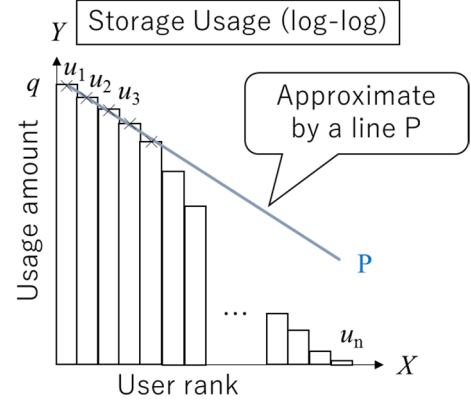 Storage Usage (log-log)
Y
q
u1 u2 u3
Approximate
by a line P
Usage amount
P
...
un
X
User rank